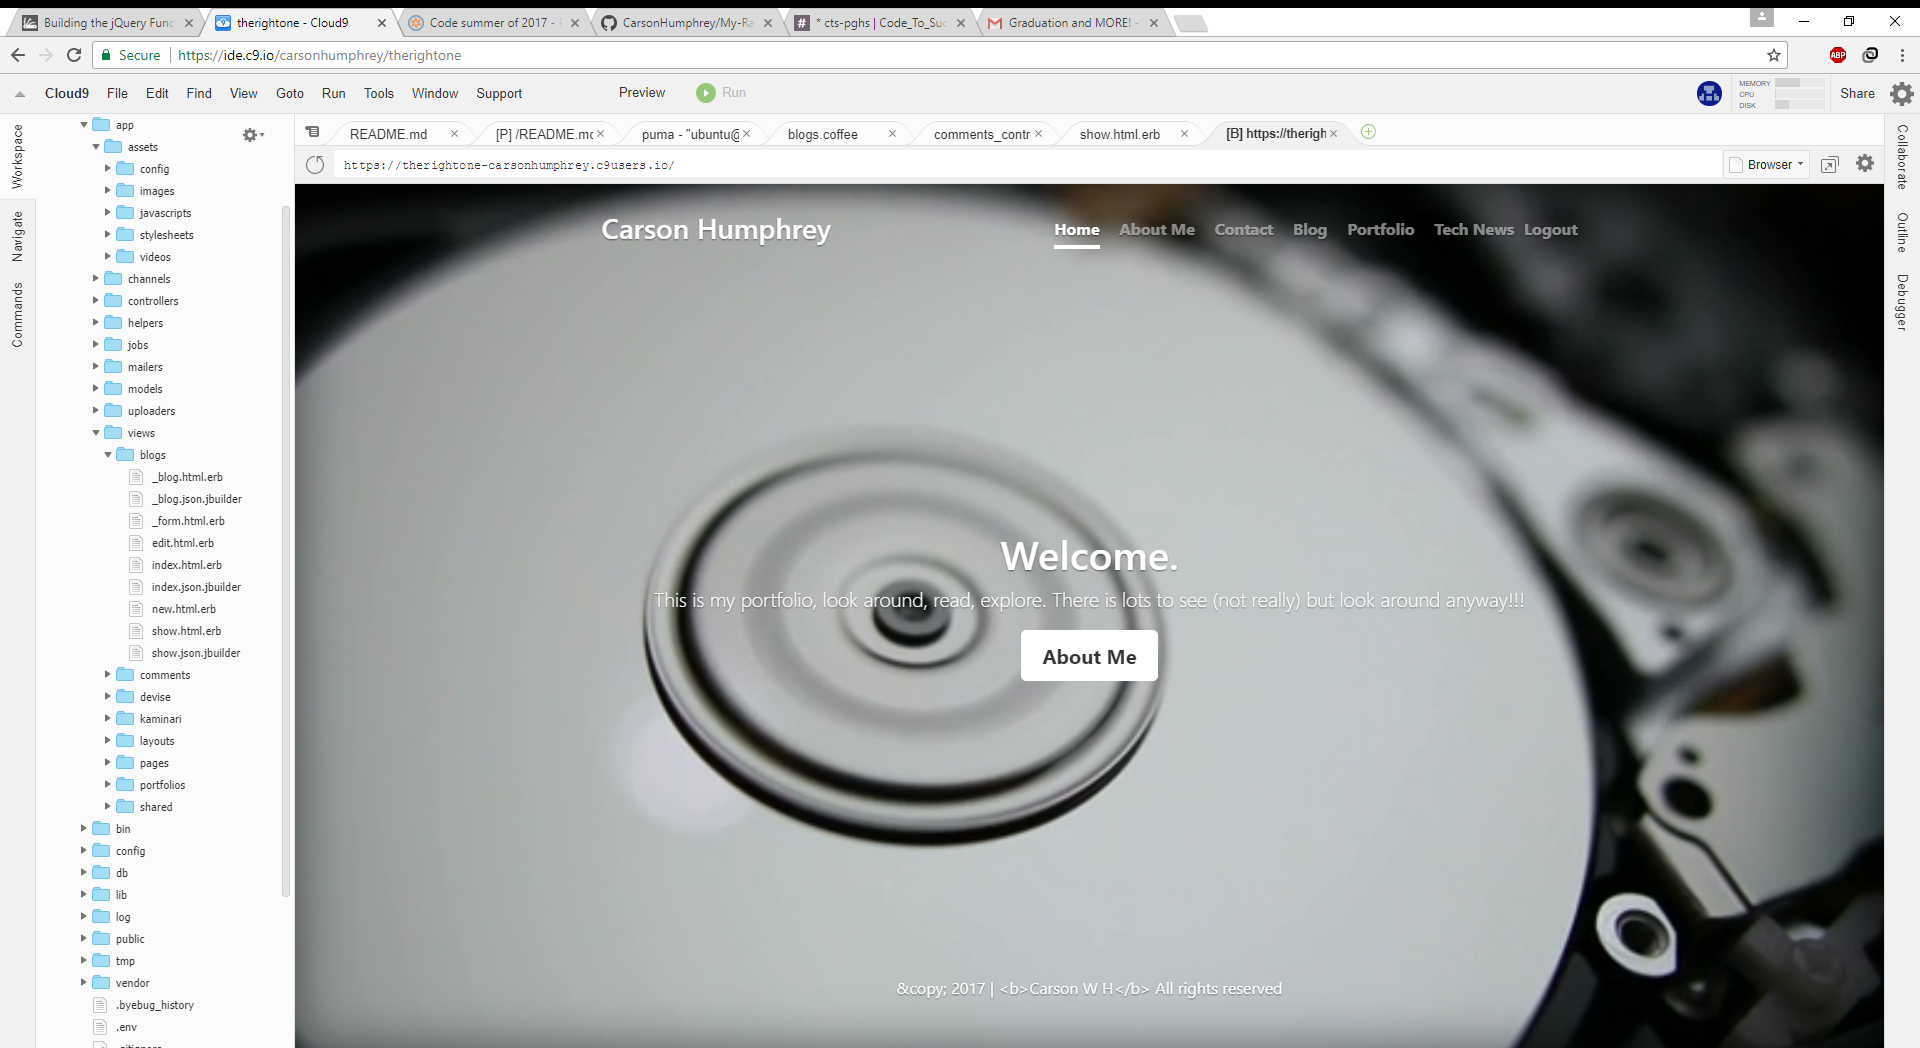 Building the jQuery Func
therightone - Cloud9
Code summer of 2017 -
CarsonHumphrey/My-Ra
* cts-pghs | Code_To_Suc
Graduation and MORE! -
Secure
https://ide.c9.io/carsonhumphrey/therightone
ABP
Cloud9 File Edit Find View Goto Run Tools Window Support
Preview
Run
MEMORY
CPU
DISK
Share
Workspace
Navigate
Commands
app
assets
config
images
javascripts
stylesheets
videos
channels
controllers
helpers
jobs
mailers
models
uploaders
views
blogs
_blog.html.erb
_blog.json.jbuilder
_form.html.erb
edit.html.erb
index.html.erb
index.json.jbuilder
new.html.erb
show.html.erb
show.json.jbuilder
comments
devise
kaminari
layouts
pages
portfolios
shared
bin
config
db
lib
log
public
tmp
vendor
.byebug_history
.env
README.md
[P] /README.mc
puma - "ubuntu@
blogs.coffee
comments_contr
show.html.erb
[B] https://therigh
https://therightone-carsonhumphrey.c9users.io/
Browser
Carson Humphrey
Home About Me Contact Blog Portfolio Tech News Logout
Welcome.
This is my portfolio, look around, read, explore. There is lots to see (not really) but look around anyway!!!
About Me
&copy; 2017 | <b>Carson W H</b> All rights reserved
Collaborate
Outline
Debugger